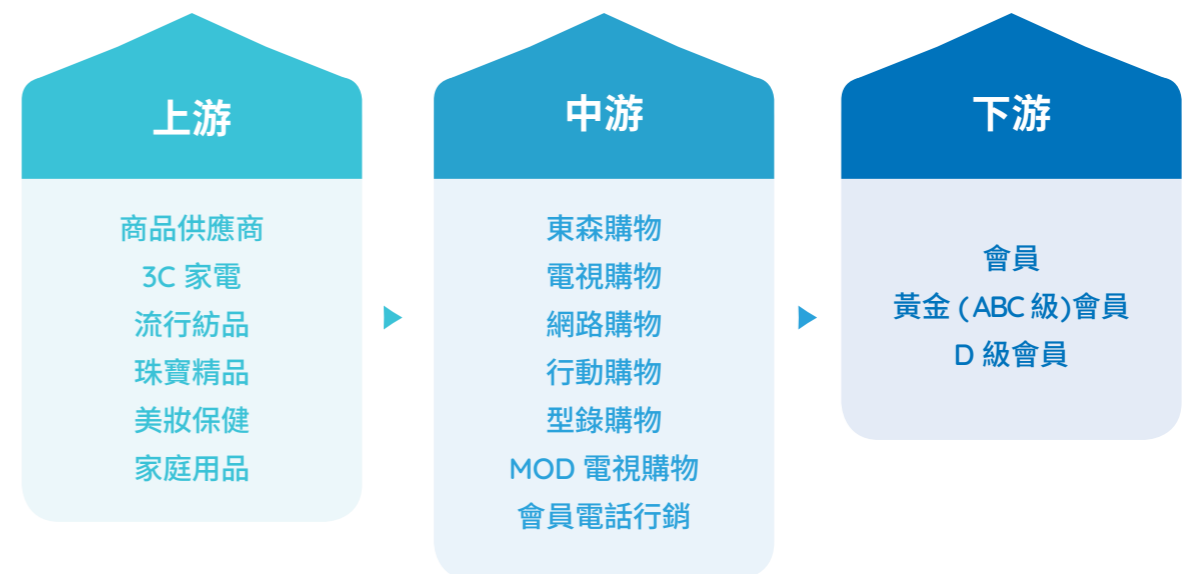 上游
商品供應商
3C 家電
流行紡品
珠寶精品
美妝保健
家庭用品
中游
東森購物
電視購物
網路購物
行動購物
型錄購物
MOD 電視購物
會員電話行銷
下游
會員
黃金 (ABC 級)會員
D 級會員